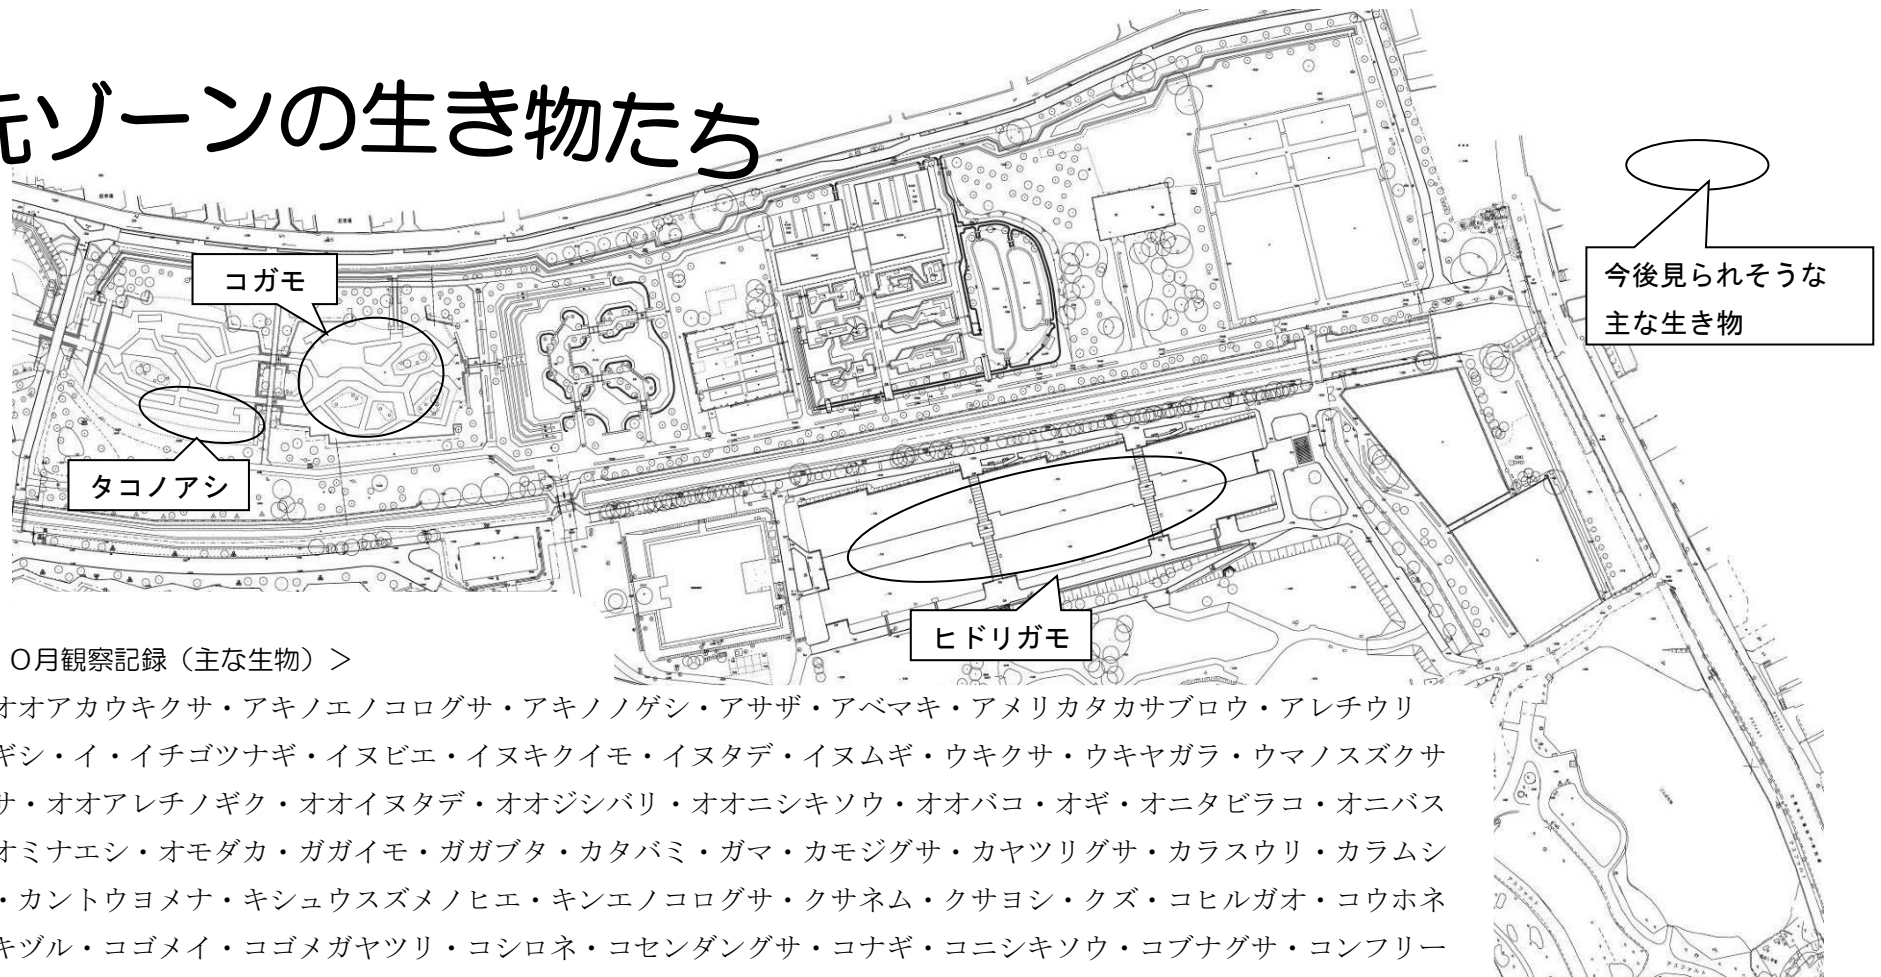 元ゾーンの生き物たち
コガモ
今後見られそうな
主な生き物
タコノアシ
ヒドリガモ
０月観察記録（主な生物）＞
オオアカウキクサ・アキノエノコログサ・アキノノゲシ・アサザ・アベマキ・アメリカタカサブロウ・アレチウリ
ギシ・イ・イチゴツナギ・イヌビエ・イヌキクイモ・イヌタデ・イヌムギ・ウキクサ・ウキヤガラ・ウマノスズクサ
サ・オオアレチノギク・オオイヌタデ・オオジシバリ・オオニシキソウ・オオバコ・オギ・オニタビラコ・オニバス
オミナエシ・オモダカ・ガガイモ・ガガブタ・カタバミ・ガマ・カモジグサ・カヤツリグサ・カラスウリ・カラムシ
・カントウヨメナ・キシュウスズメノヒエ・キンエノコログサ・クサネム・クサヨシ・クズ・コヒルガオ・コウホネ
キヅル・コゴメイ・コゴメガヤツリ・コシロネ・コセンダングサ・コナギ・コニシキソウ・コブナグサ・コンフリー